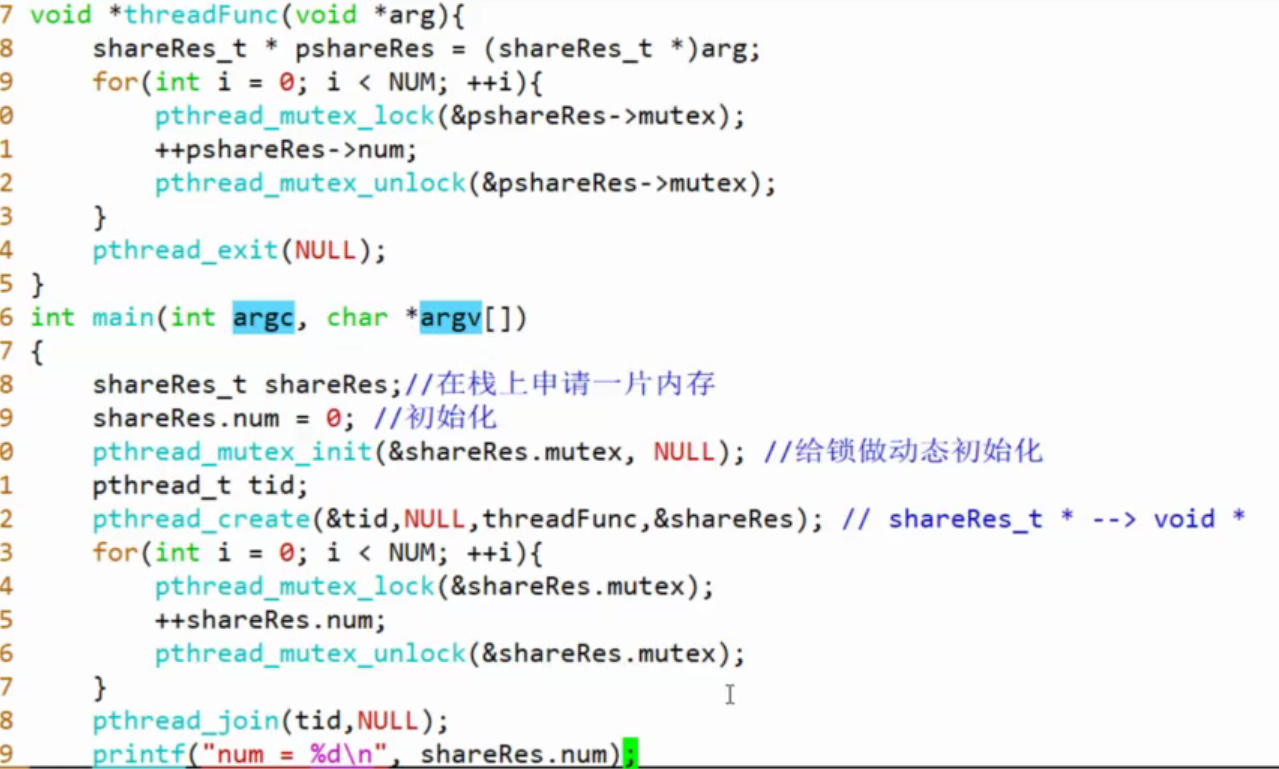 7 void *threadFunc(void *arg){
8     shareRes_t * pshareRes = (shareRes_t *)arg;
9     for(int i = 0; i < NUM; ++i){
0         pthread_mutex_lock(&pshareRes->mutex);
1         ++pshareRes->num;
2         pthread_mutex_unlock(&pshareRes->mutex);
3     }
4     pthread_exit(NULL);
5 }
6 int main(int argc, char *argv[])
7 {
8     shareRes_t shareRes;//在栈上申请一片内存
9     shareRes.num = 0; //初始化
0     pthread_mutex_init(&shareRes.mutex, NULL); //给锁做动态初始化
1     pthread_t tid;
2     pthread_create(&tid,NULL,threadFunc,&shareRes); // shareRes_t * --> void *
3     for(int i = 0; i < NUM; ++i){
4         pthread_mutex_lock(&shareRes.mutex);
5         ++shareRes.num;
6         pthread_mutex_unlock(&shareRes.mutex);
7     }
8     pthread_join(tid,NULL);
9     printf("num = %d\n", shareRes.num);